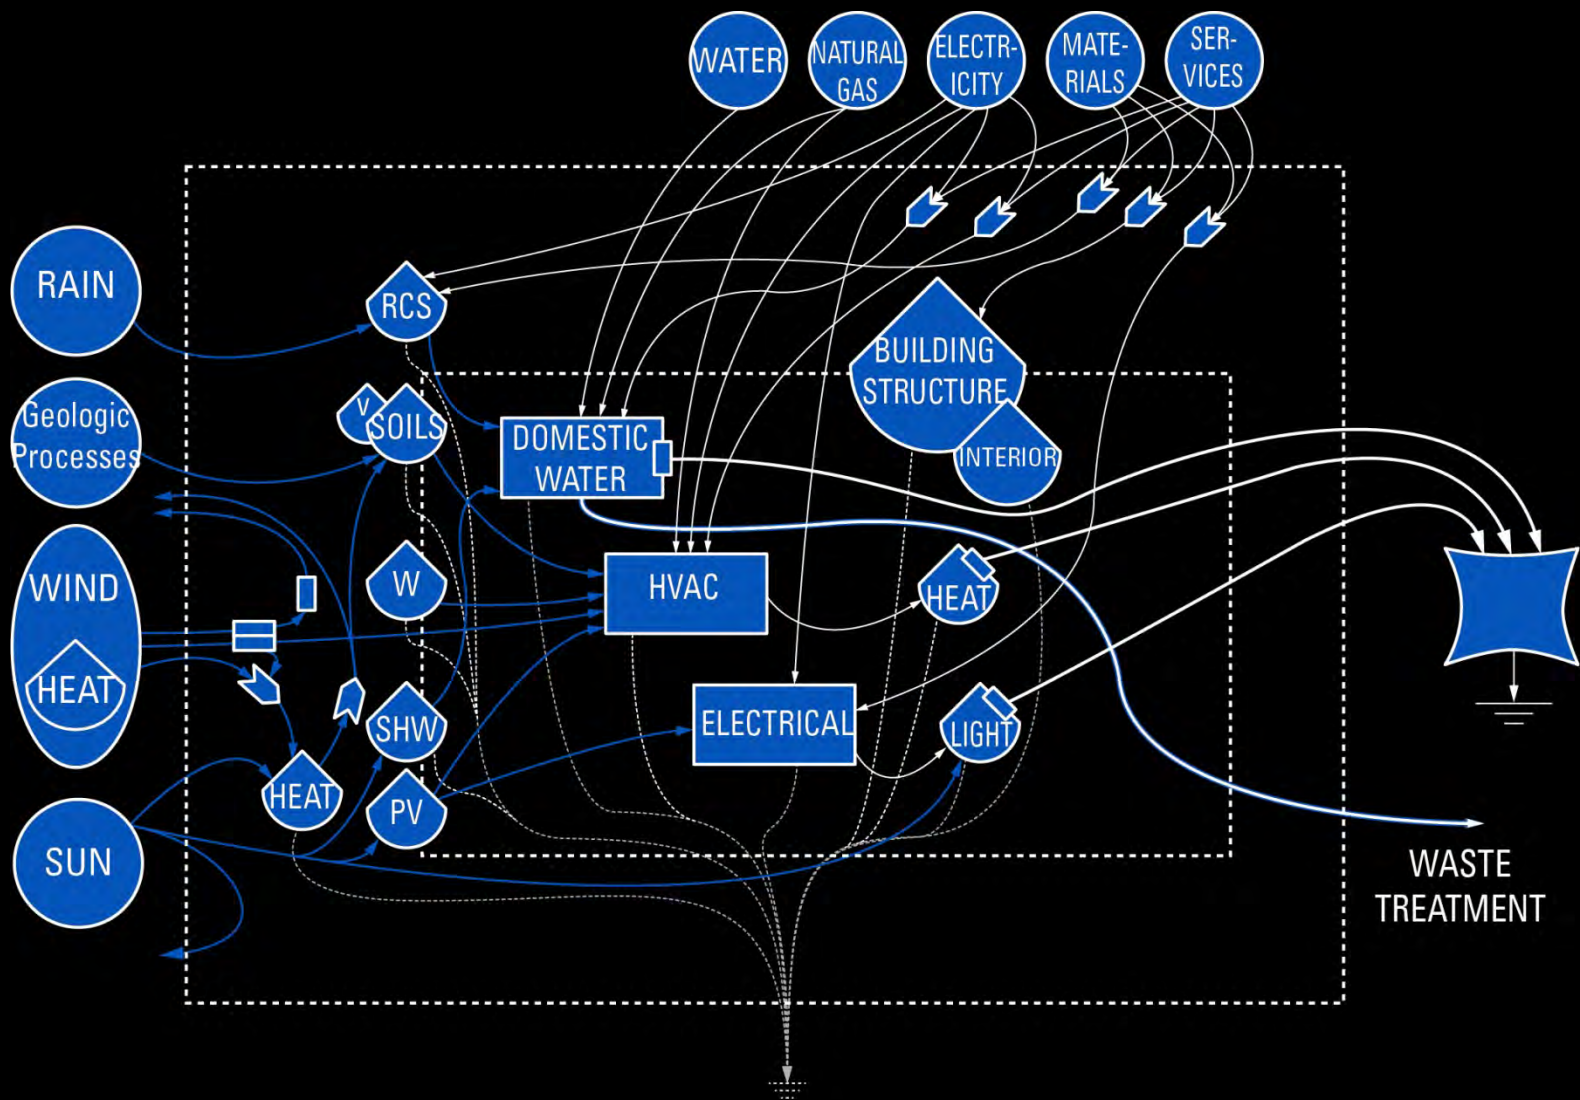 WATER
NATURAL
GAS
ELECTR-
ICITY
MATE-
RIALS
SER-
VICES
RAIN
RCS
Geologic
Processes
V
SOILS
DOMESTIC
WATER
BUILDING
STRUCTURE
INTERIOR
WIND
HEAT
W
HVAC
HEAT
SHW
ELECTRICAL
LIGHT
HEAT
PV
SUN
WASTE
TREATMENT